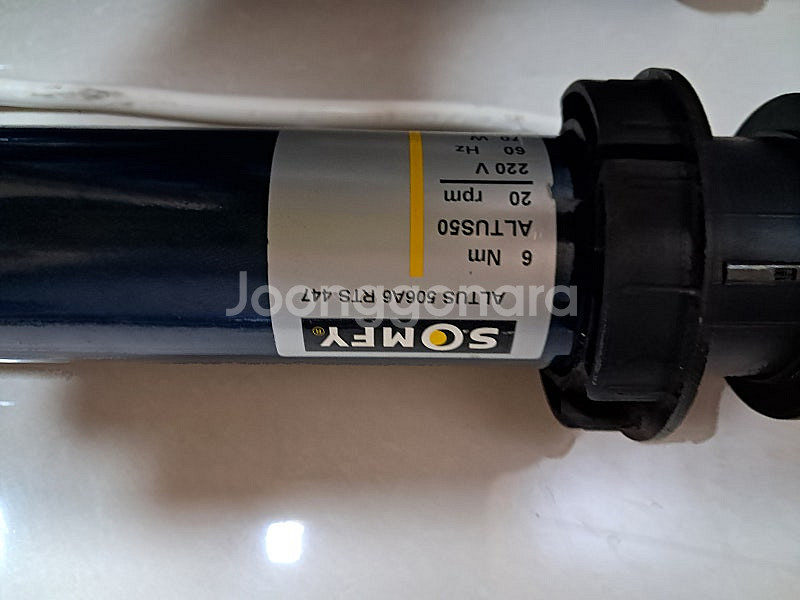 SOMFY®
ALTUS 506A6 RTS 447
6 Nm
ALTUS50
20 rpm
220 V
60 Hz
Joonggonara